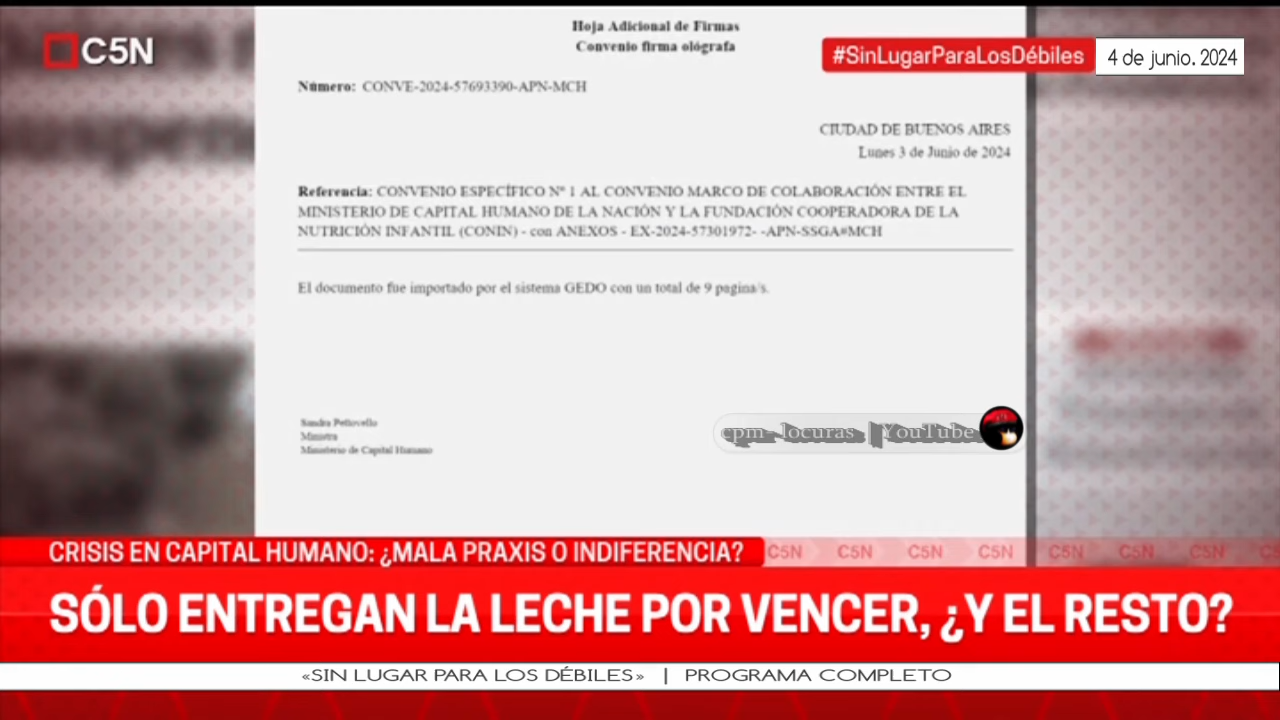 C5N
Hoja Adicional de Firmas
Convenio firma ológrafa
#SinLugarParaLosDébiles
4 de junio. 2024
Número: CONVE-2024-57693390-APN-MCH
CIUDAD DE BUENOS AIRES
Lunes 3 de Junio de 2024
Referencia: CONVENIO ESPECÍFICO Nº 1 AL CONVENIO MARCO DE COLABORACIÓN ENTRE EL
MINISTERIO DE CAPITAL HUMANO DE LA NACIÓN Y LA FUNDACIÓN COOPERADORA DE LA
NUTRICIÓN INFANTIL (CONIN) - con ANEXOS - EX-2024-57301972- -APN-SSGA#MCH
El documento fue importado por el sistema GEDO con un total de 9 pagina/s.
Sandra Pettovello
Ministra
Ministerio de Capital Humano
cpm - locuras | YouTube
CRISIS EN CAPITAL HUMANO: ¿MALA PRAXIS O INDIFERENCIA?
C5N C5N C5N C5N C5N C5N C5N
SÓLO ENTREGAN LA LECHE POR VENCER, ¿Y EL RESTO?
«SIN LUGAR PARA LOS DÉBILES» | PROGRAMA COMPLETO